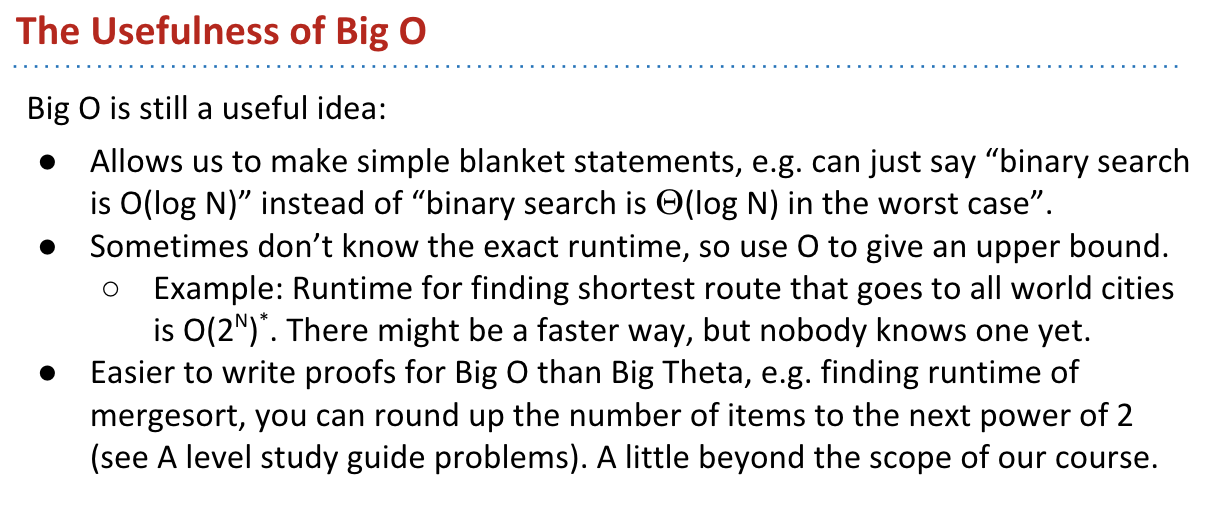 The Usefulness of Big O
Big O is still a useful idea:
● Allows us to make simple blanket statements, e.g. can just say “binary search
is O(log N)” instead of “binary search is Θ(log N) in the worst case”.
● Sometimes don’t know the exact runtime, so use O to give an upper bound.
○ Example: Runtime for finding shortest route that goes to all world cities
is O(2ᴺ)*. There might be a faster way, but nobody knows one yet.
● Easier to write proofs for Big O than Big Theta, e.g. finding runtime of
mergesort, you can round up the number of items to the next power of 2
(see A level study guide problems). A little beyond the scope of our course.